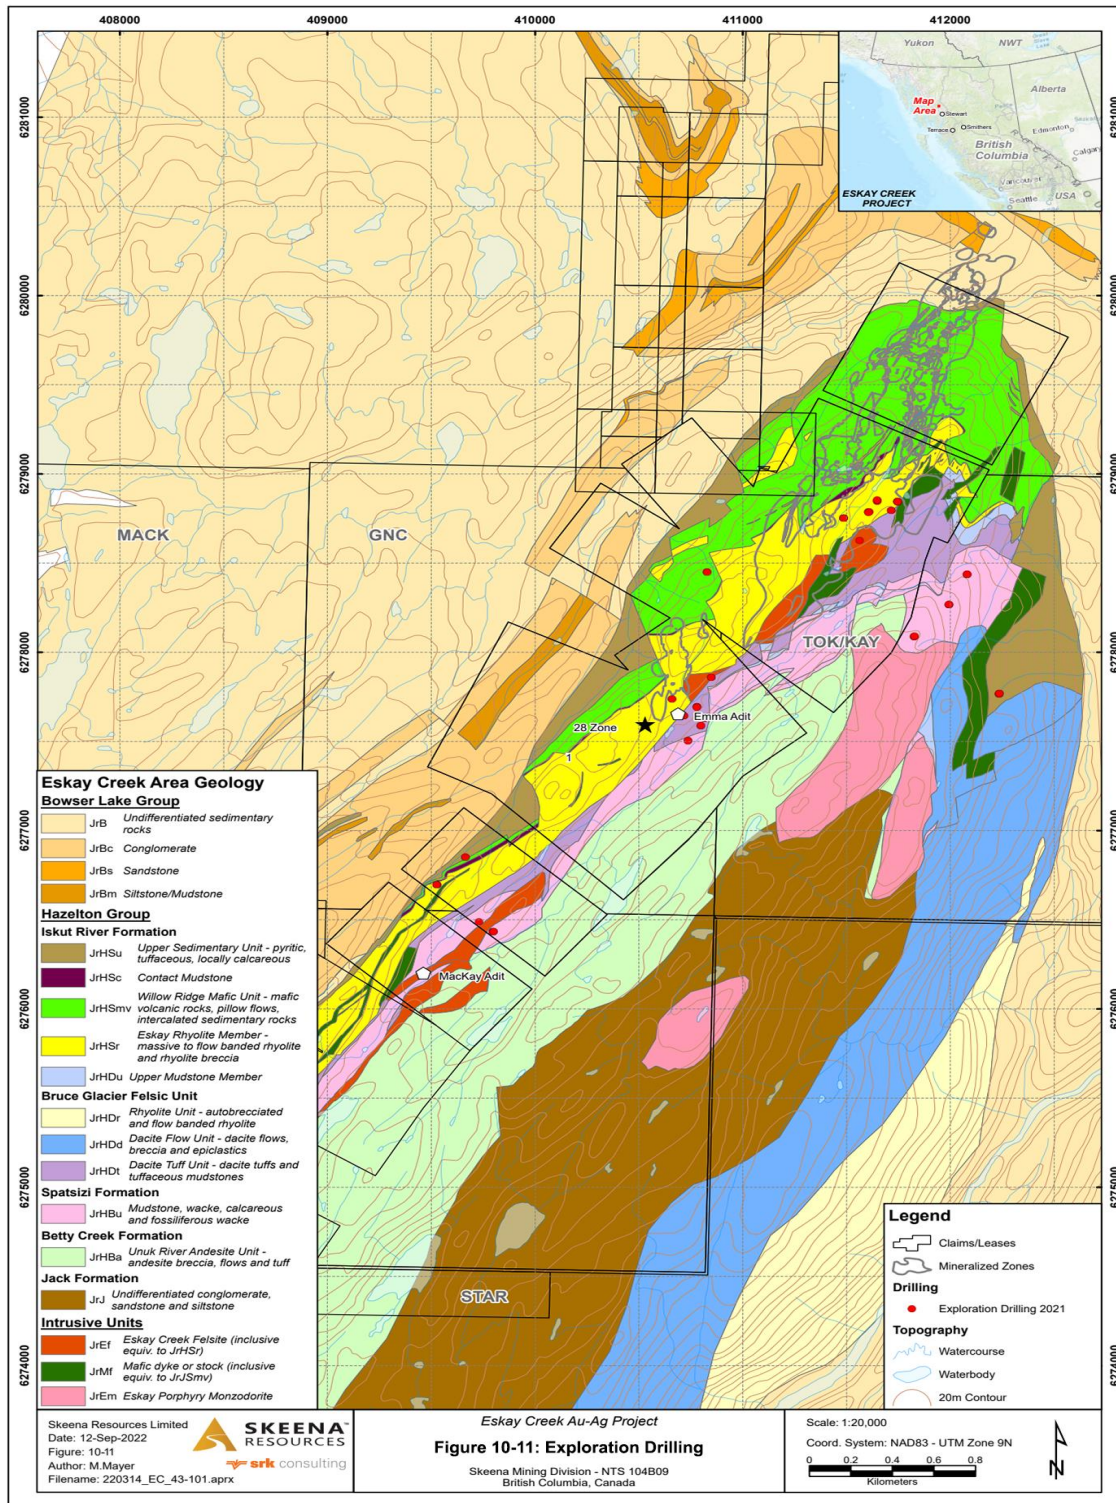 408000
409000
410000
411000
412000
6281000
6280000
6279000
6278000
6277000
6276000
6275000
6274000
6281000
6280000
6279000
6278000
6277000
6276000
6275000
6274000
Yukon
NWT
Alberta
Map
Area
Stewart
Terrace
Smithers
Edmonton
British
Columbia
Calgary
Vancouver
Seattle
USA
ESKAY CREEK
PROJECT
MACK
GNC
TOK/KAY
28 Zone
Emma Adit
1
MacKay Adit
STAR
Eskay Creek Area Geology
Bowser Lake Group
JrB Undifferentiated sedimentary
rocks
JrBc Conglomerate
JrBs Sandstone
JrBm Siltstone/Mudstone
Hazelton Group
Iskut River Formation
JrHSu Upper Sedimentary Unit - pyritic,
tuffaceous, locally calcareous
JrHSc Contact Mudstone
JrHSmv Willow Ridge Mafic Unit - mafic
volcanic rocks, pillow flows,
intercalated sedimentary rocks
JrHSr Eskay Rhyolite Member -
massive to flow banded rhyolite
and rhyolite breccia
JrHDu Upper Mudstone Member
Bruce Glacier Felsic Unit
JrHDr Rhyolite Unit - autobrecciated
and flow banded rhyolite
JrHDd Dacite Flow Unit - dacite flows,
breccia and epiclastics
JrHDt Dacite Tuff Unit - dacite tuffs and
tuffaceous mudstones
Spatsizi Formation
JrHBu Mudstone, wacke, calcareous
and fossiliferous wacke
Betty Creek Formation
JrHBa Unuk River Andesite Unit -
andesite breccia, flows and tuff
Jack Formation
JrJ Undifferentiated conglomerate,
sandstone and siltstone
Intrusive Units
JrEf Eskay Creek Felsite (inclusive
equiv. to JrHSr)
JrMf Mafic dyke or stock (inclusive
equiv. to JrJSmv)
JrEm Eskay Porphyry Monzodorite
Legend
Claims/Leases
Mineralized Zones
Drilling
Exploration Drilling 2021
Topography
Watercourse
Waterbody
20m Contour
Skeena Resources Limited
Date: 12-Sep-2022
Figure: 10-11
Author: M.Mayer
Filename: 220314_EC_43-101.aprx
SKEENA™
RESOURCES
srk consulting
Eskay Creek Au-Ag Project
Figure 10-11: Exploration Drilling
Skeena Mining Division - NTS 104B09
British Columbia, Canada
Scale: 1:20,000
Coord. System: NAD83 - UTM Zone 9N
0 0.2 0.4 0.6 0.8
Kilometers
N